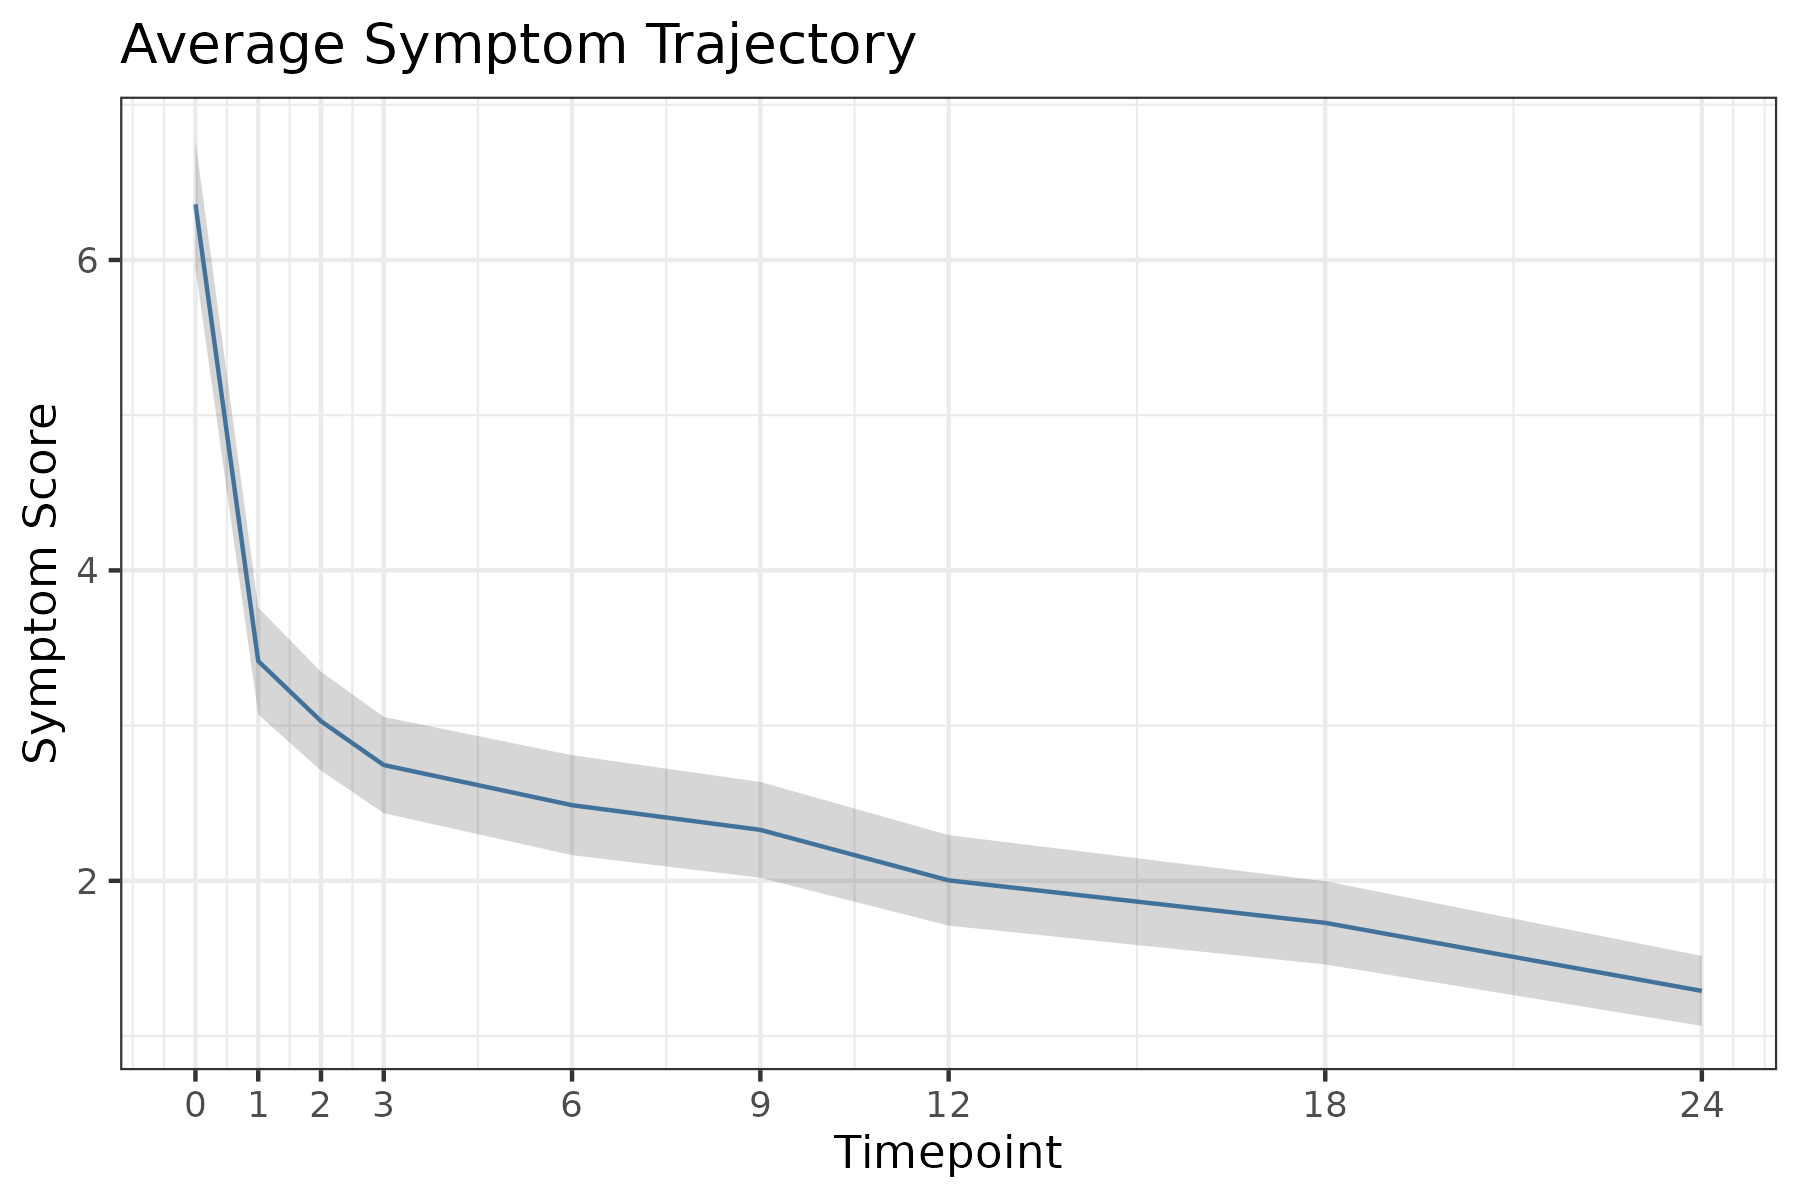 Average Symptom Trajectory
Symptom Score
6
4
2
0 1 2 3 6 9 12 18 24
Timepoint